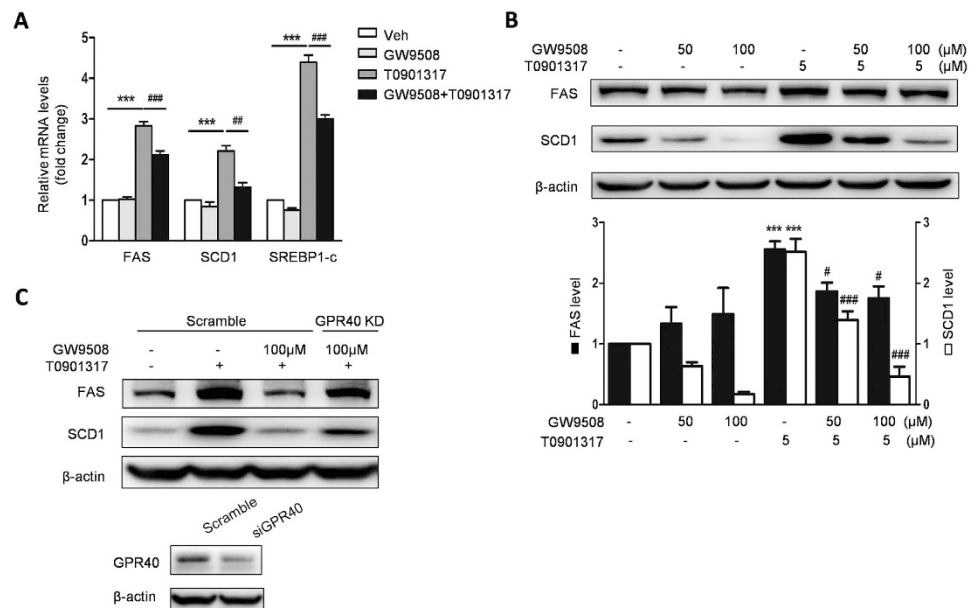 A
Relative mRNA levels
(fold change)
5
4
3
2
1
0
*** ###
*** ##
*** ###
FAS SCD1 SREBP1-c
Veh
GW9508
T0901317
GW9508+T0901317
B
GW9508 - 50 100 - 50 100 (μM)
T0901317 - - - 5 5 5 (μM)
FAS
SCD1
β-actin
FAS level
3
2
1
0
*** ***
# ###
# ###
3
2
1
0
SCD1 level
GW9508 - 50 100 - 50 100 (μM)
T0901317 - - - 5 5 5 (μM)
C
Scramble GPR40 KD
GW9508 - - 100μM 100μM
T0901317 - + + +
FAS
SCD1
β-actin
Scramble
siGPR40
GPR40
β-actin